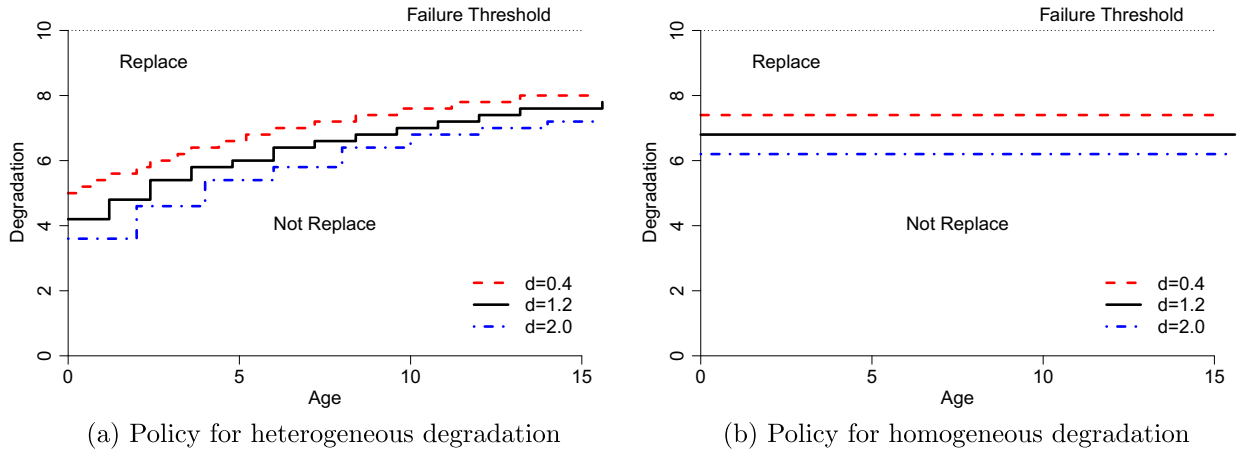 Failure Threshold
Replace
Not Replace
Degradation
0
2
4
6
8
10
0
5
10
15
Age
d=0.4
d=1.2
d=2.0
(a) Policy for heterogeneous degradation
Failure Threshold
Replace
Not Replace
Degradation
0
2
4
6
8
10
0
5
10
15
Age
d=0.4
d=1.2
d=2.0
(b) Policy for homogeneous degradation